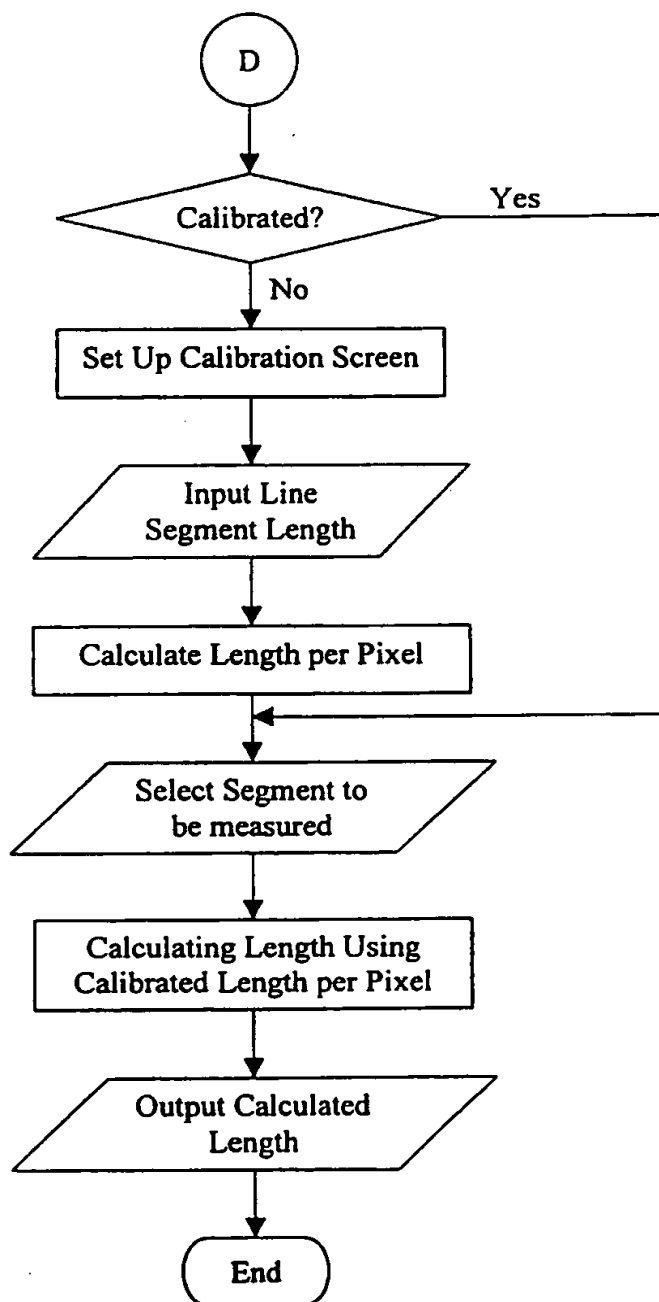 D
Calibrated?
Yes
No
Set Up Calibration Screen
Input Line
Segment Length
Calculate Length per Pixel
Select Segment to
be measured
Calculating Length Using
Calibrated Length per Pixel
Output Calculated
Length
End